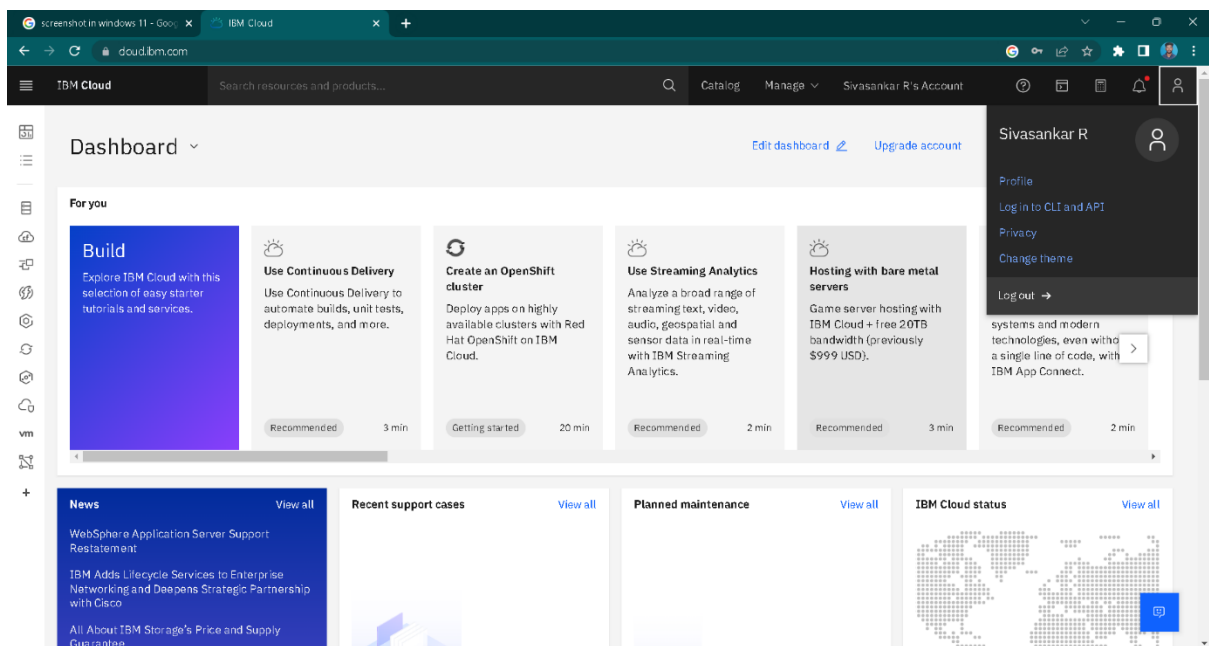 screenshot in windows 11 - Goog
IBM Cloud
cloud.ibm.com
IBM Cloud
Search resources and products...
Catalog
Manage
Sivasankar R's Account
Sivasankar R
Profile
Log in to CLI and API
Privacy
Change theme
Log out →
Dashboard
Edit dashboard
Upgrade account
For you
Build
Explore IBM Cloud with this
selection of easy starter
tutorials and services.
Use Continuous Delivery
Use Continuous Delivery to
automate builds, unit tests,
deployments, and more.
Recommended 3 min
Create an OpenShift
cluster
Deploy apps on highly
available clusters with Red
Hat OpenShift on IBM
Cloud.
Getting started 20 min
Use Streaming Analytics
Analyze a broad range of
streaming text, video,
audio, geospatial and
sensor data in real-time
with IBM Streaming
Analytics.
Recommended 2 min
Hosting with bare metal
servers
Game server hosting with
IBM Cloud + free 20TB
bandwidth (previously
$999 USD).
Recommended 3 min
systems and modern
technologies, even witho
a single line of code, with
IBM App Connect.
Recommended 2 min
vm
News View all
WebSphere Application Server Support
Restatement
IBM Adds Lifecycle Services to Enterprise
Networking and Deepens Strategic Partnership
with Cisco
All About IBM Storage's Price and Supply
Guarantee
Recent support cases View all
Planned maintenance View all
IBM Cloud status View all